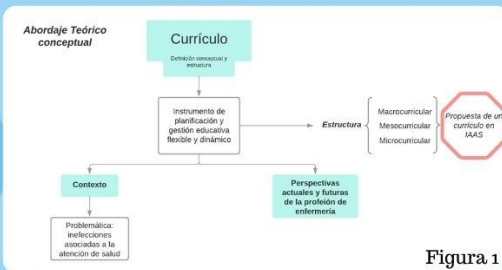 Abordaje Teórico
conceptual
Currículo
Definición conceptual y
estructura
Instrumento de
planificación y
gestión educativa
flexible y dinámico
Estructura
Macrocurricular
Mesocurricular
Microcurricular
Propuesta de un
currículo en
IAAS
Contexto
Perspectivas
actuales y futuras
de la profeión de
enfermería
Problemática:
inefecciones
asociadas a la
atención de salud
Figura 1